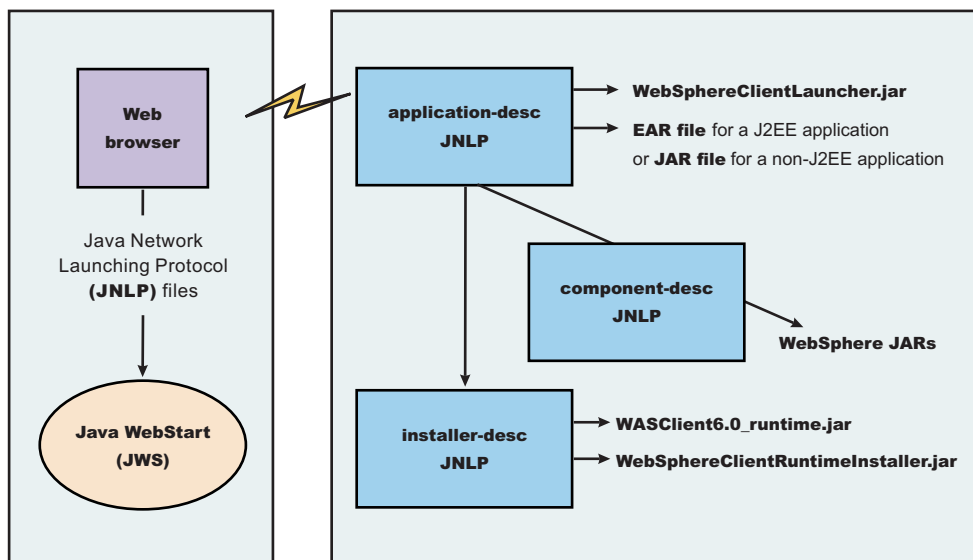 Web
browser
Java Network
Launching Protocol
(JNLP) files
Java WebStart
(JWS)
application-desc
JNLP
WebSphereClientLauncher.jar
EAR file for a J2EE application
or JAR file for a non-J2EE application
component-desc
JNLP
WebSphere JARs
installer-desc
JNLP
WASClient6.0_runtime.jar
WebSphereClientRuntimeInstaller.jar